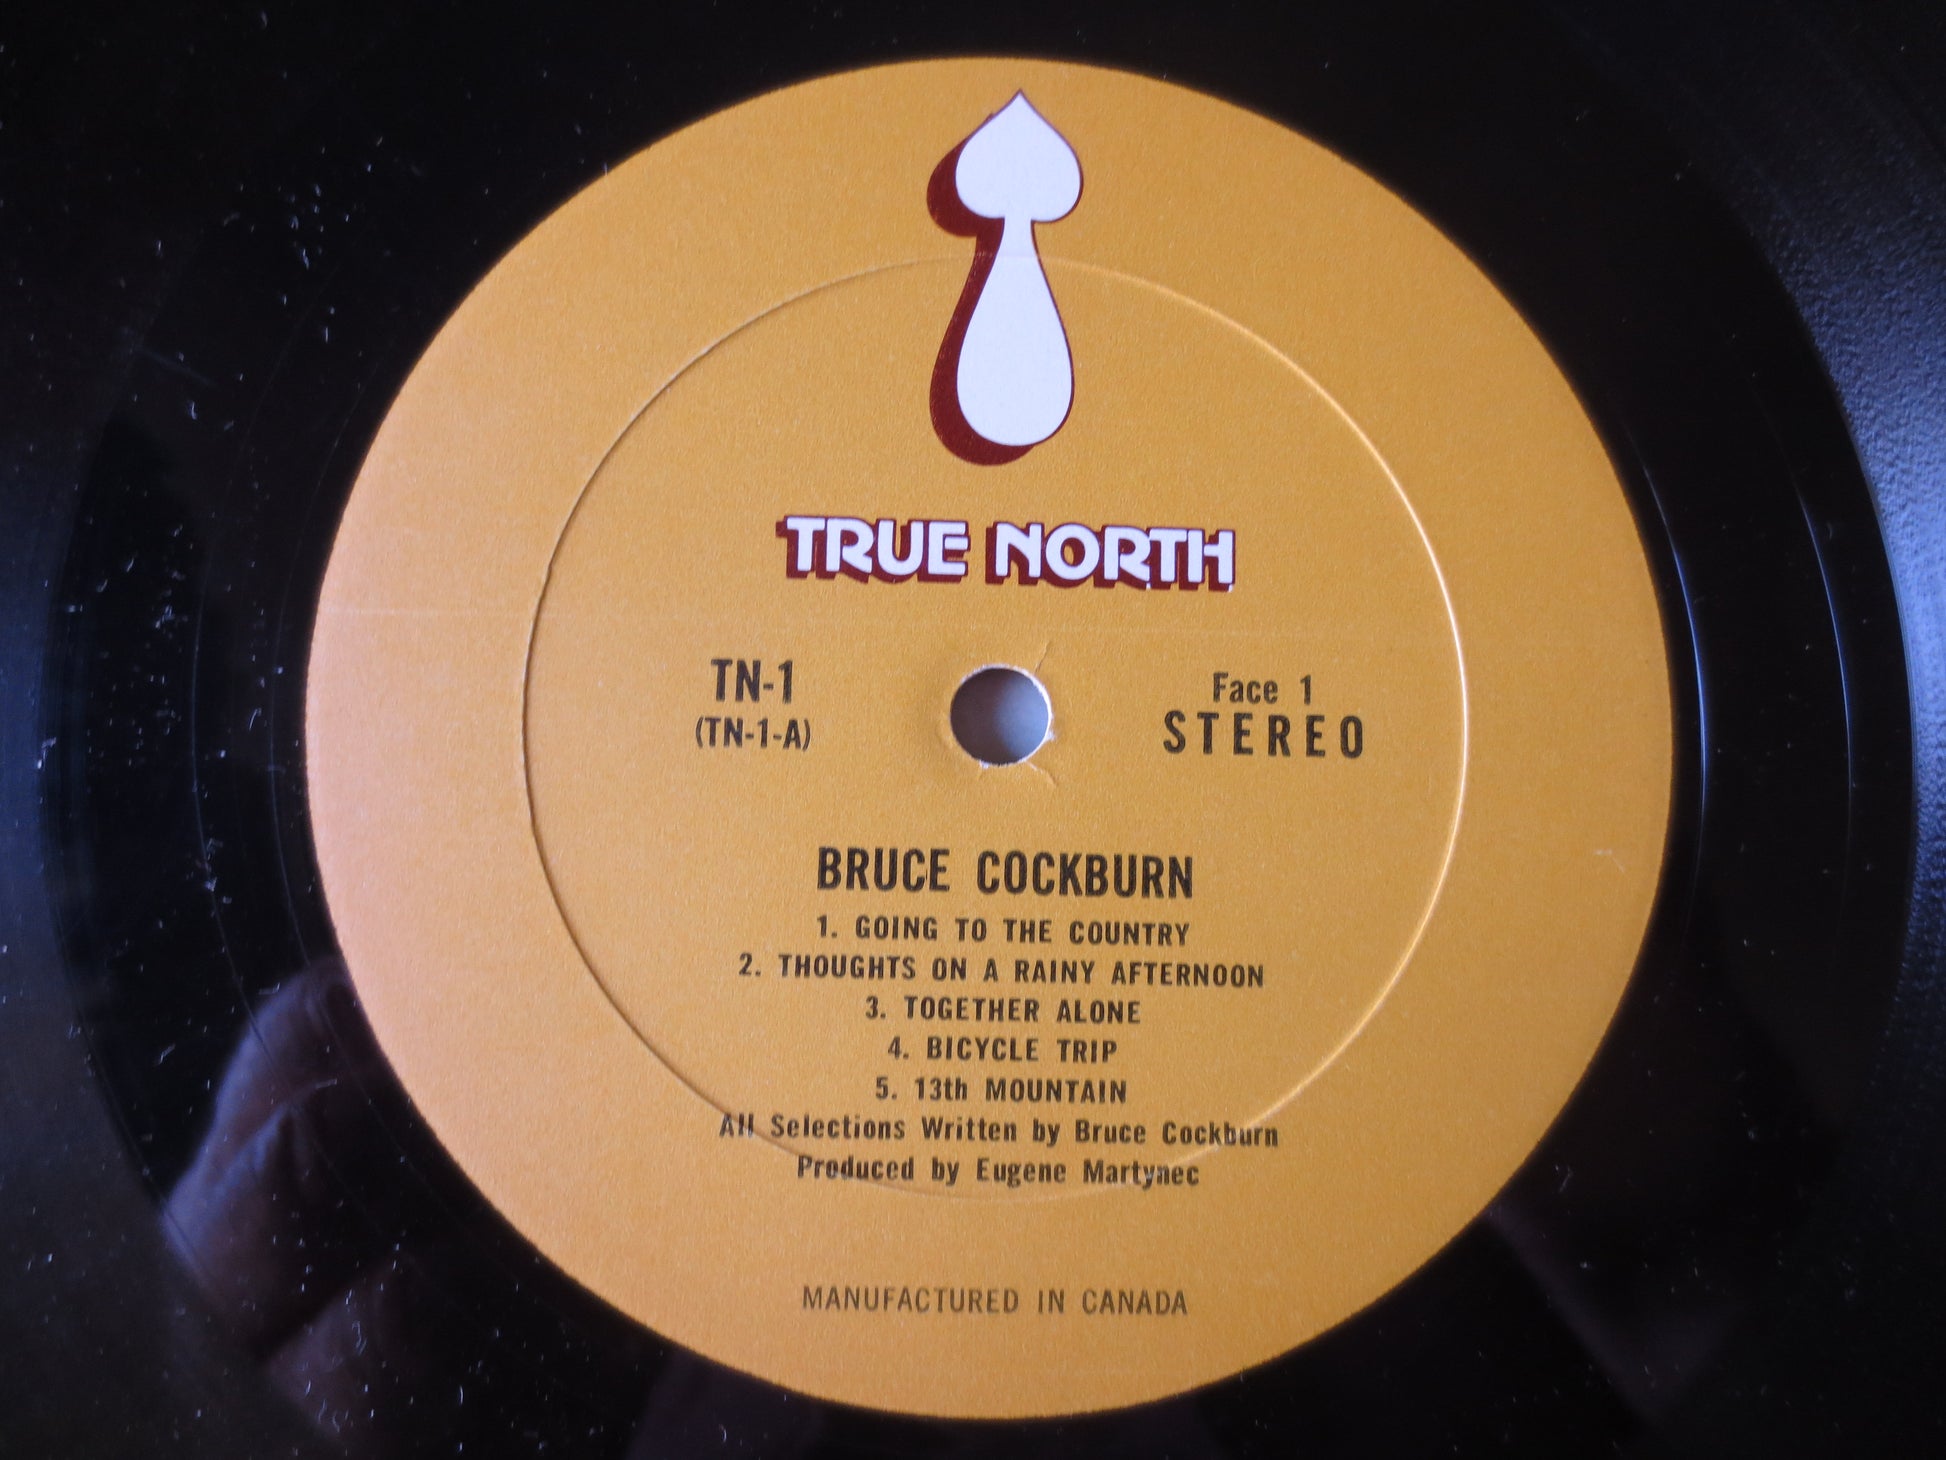 TRUE NORTH
TN-1
(TN-1-A)
Face 1
STEREO
BRUCE COCKBURN
1. GOING TO THE COUNTRY
2. THOUGHTS ON A RAINY AFTERNOON
3. TOGETHER ALONE
4. BICYCLE TRIP
5. 13th MOUNTAIN
All Selections Written by Bruce Cockburn
Produced by Eugene Martynec
MANUFACTURED IN CANADA